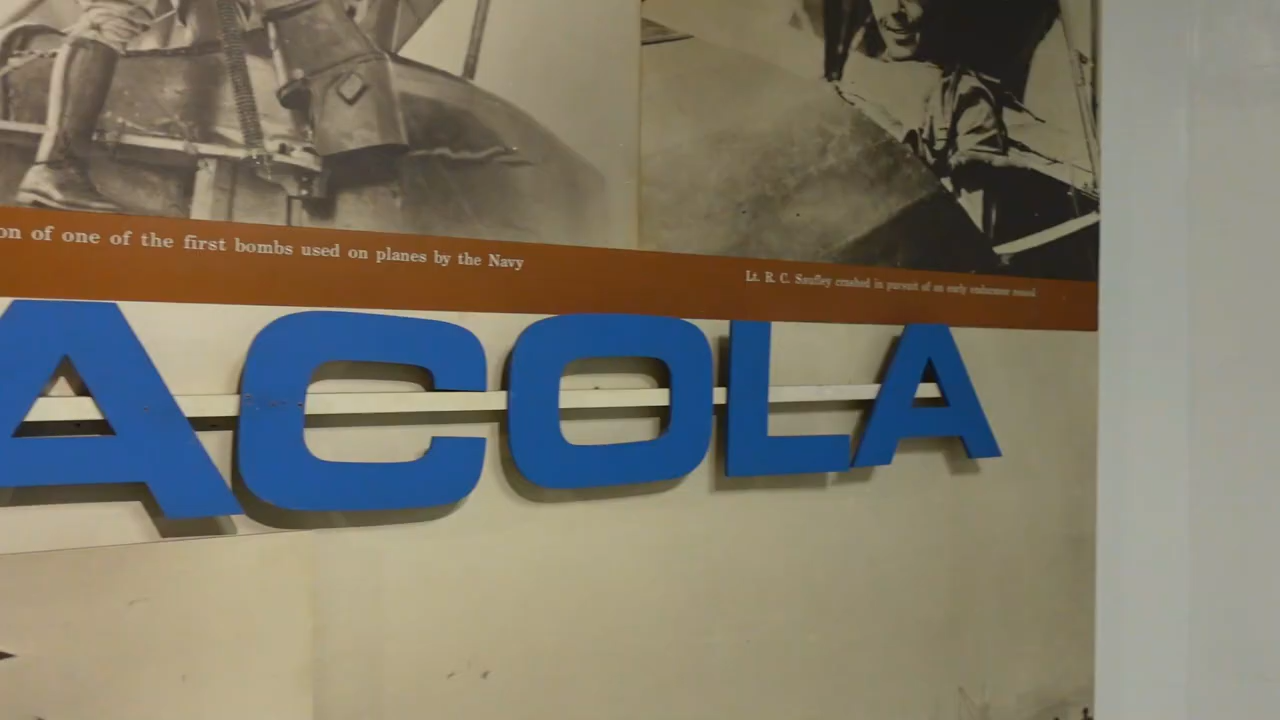 on of one of the first bombs used on planes by the Navy
Lt. R. C. Saufley crashed in pursuit of an early endurance record
ACOLA